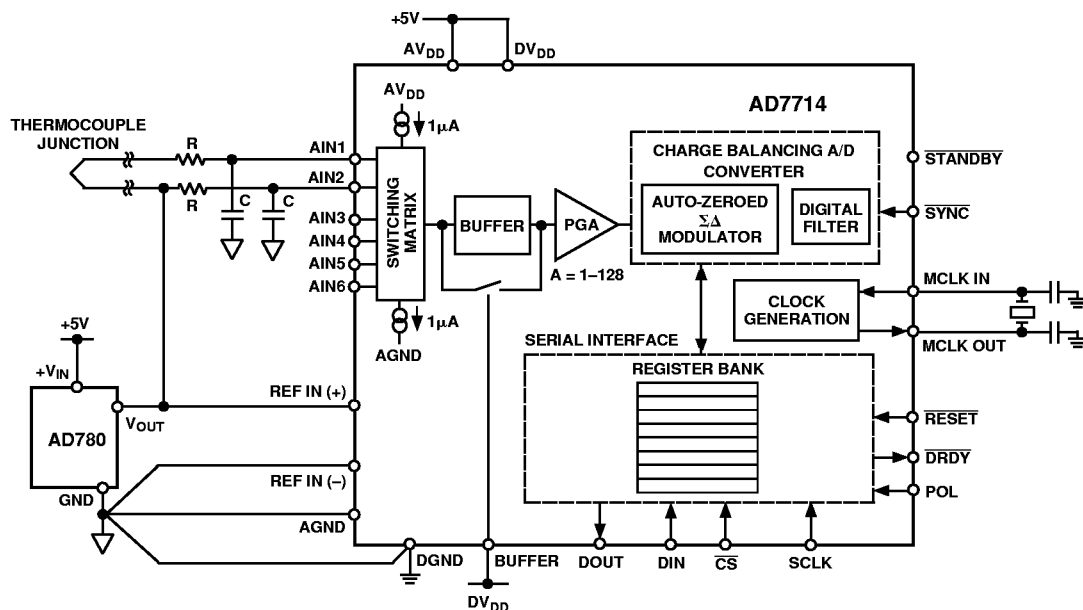 +5V
AVDD
DVDD
AD7714
AVDD
1µA
THERMOCOUPLE
JUNCTION
R
AIN1
AIN2
R
C
C
AIN3
AIN4
AIN5
AIN6
SWITCHING
MATRIX
BUFFER
PGA
A = 1–128
CHARGE BALANCING A/D
CONVERTER
AUTO-ZEROED
ΣΔ
MODULATOR
DIGITAL
FILTER
STANDBY
SYNC
1µA
AGND
CLOCK
GENERATION
MCLK IN
MCLK OUT
SERIAL INTERFACE
REGISTER BANK
+5V
+VIN
AD780
VOUT
GND
REF IN (+)
REF IN (–)
AGND
RESET
DRDY
POL
DGND
BUFFER
DOUT
DIN
CS
SCLK
DVDD